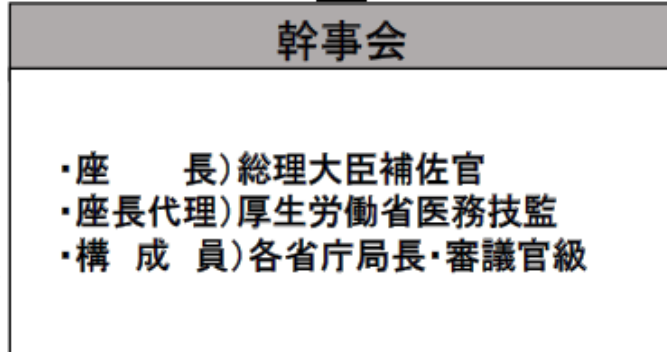 幹事会
・座　　長）総理大臣補佐官
・座長代理）厚生労働省医務技監
・構 成 員）各省庁局長・審議官級